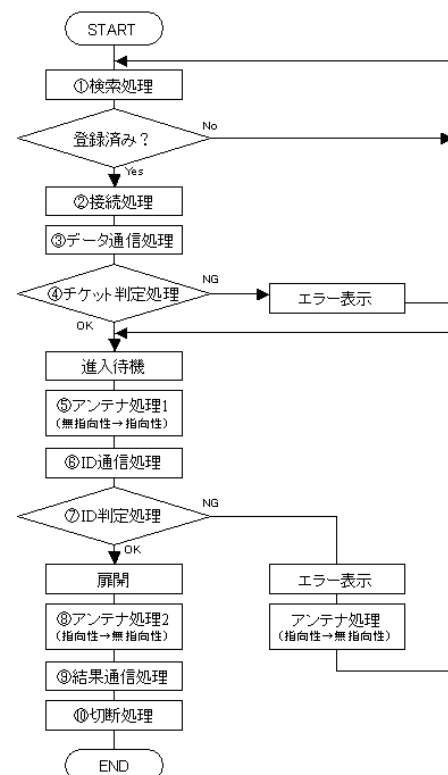 START
①検索処理
登録済み？
No
Yes
②接続処理
③データ通信処理
④チケット判定処理
NG
エラー表示
OK
進入待機
⑤アンテナ処理1
(無指向性→指向性)
⑥ID通信処理
⑦ID判定処理
NG
OK
扉開
エラー表示
⑧アンテナ処理2
(指向性→無指向性)
アンテナ処理
(指向性→無指向性)
⑨結果通信処理
⑩切断処理
END